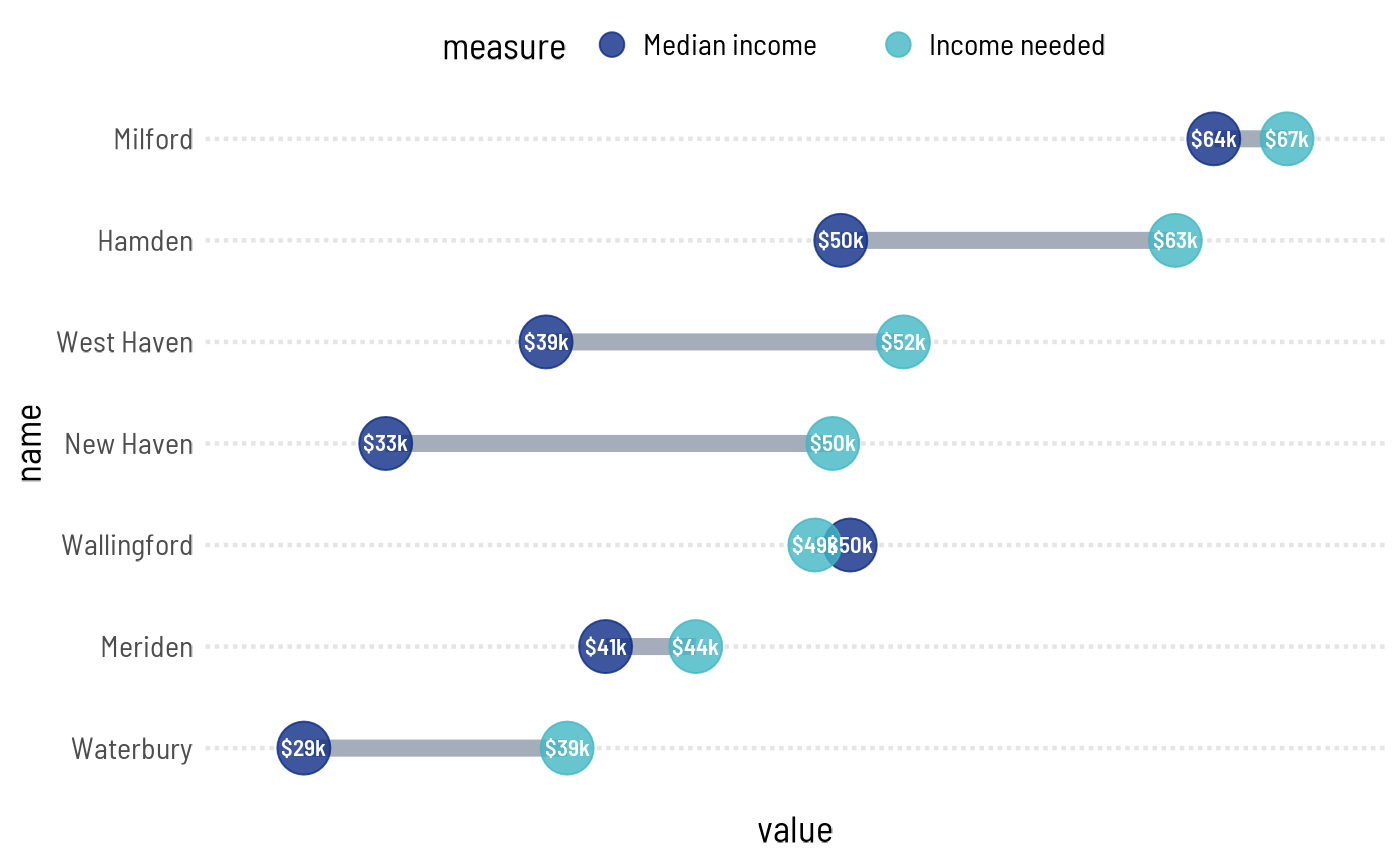 measure Median income Income needed
Milford $64k $67k
Hamden $50k $63k
West Haven $39k $52k
New Haven $33k $50k
Wallingford $49k $50k
Meriden $41k $44k
Waterbury $29k $39k
name
value